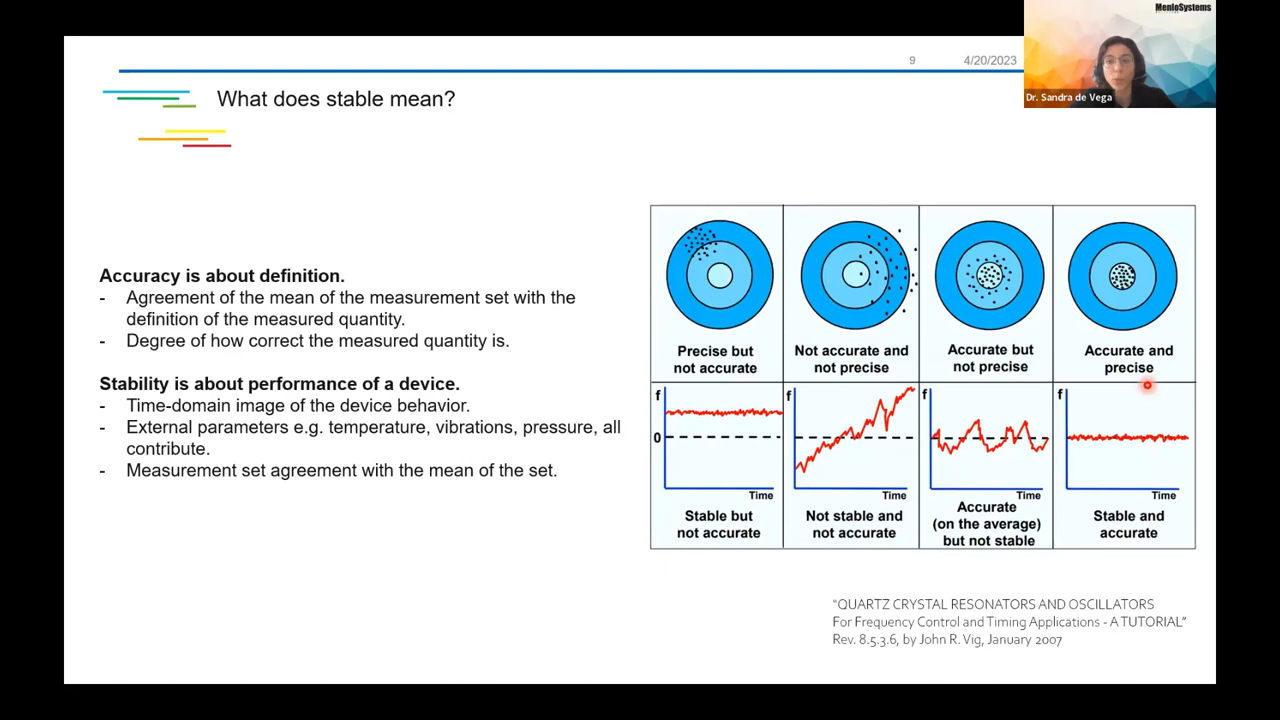 MenloSystems
9 4/20/2023
Dr. Sandra de Vega
What does stable mean?
Accuracy is about definition.
- Agreement of the mean of the measurement set with the
definition of the measured quantity.
- Degree of how correct the measured quantity is.
Stability is about performance of a device.
- Time-domain image of the device behavior.
- External parameters e.g. temperature, vibrations, pressure, all
contribute.
- Measurement set agreement with the mean of the set.
Precise but
not accurate
Not accurate and
not precise
Accurate but
not precise
Accurate and
precise
f
0
Time
Stable but
not accurate
f
Time
Not stable and
not accurate
f
Time
Accurate
(on the average)
but not stable
f
Time
Stable and
accurate
"QUARTZ CRYSTAL RESONATORS AND OSCILLATORS
For Frequency Control and Timing Applications - A TUTORIAL"
Rev. 8.5.3.6, by John R. Vig, January 2007